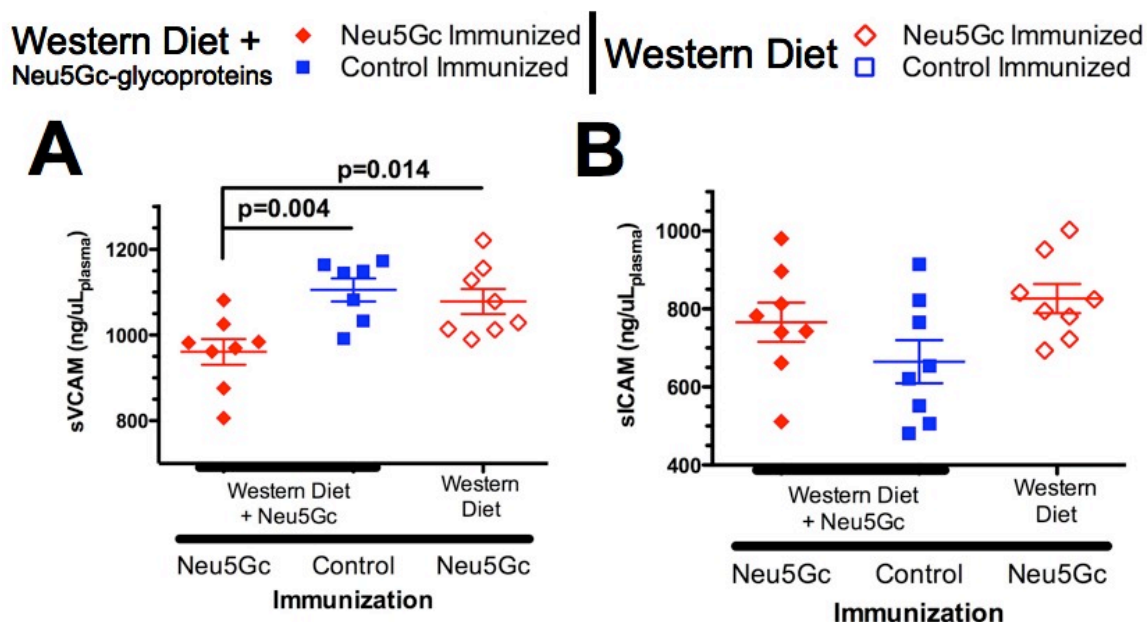 Western Diet +
Neu5Gc-glycoproteins
Neu5Gc Immunized
Control Immunized
Western Diet
Neu5Gc Immunized
Control Immunized
A
p=0.014
p=0.004
sVCAM (ng/uLplasma)
1200
1000
800
Western Diet
+ Neu5Gc
Western
Diet
Neu5Gc
Control
Neu5Gc
Immunization
B
sICAM (ng/uLplasma)
1000
800
600
400
Western Diet
+ Neu5Gc
Western
Diet
Neu5Gc
Control
Neu5Gc
Immunization